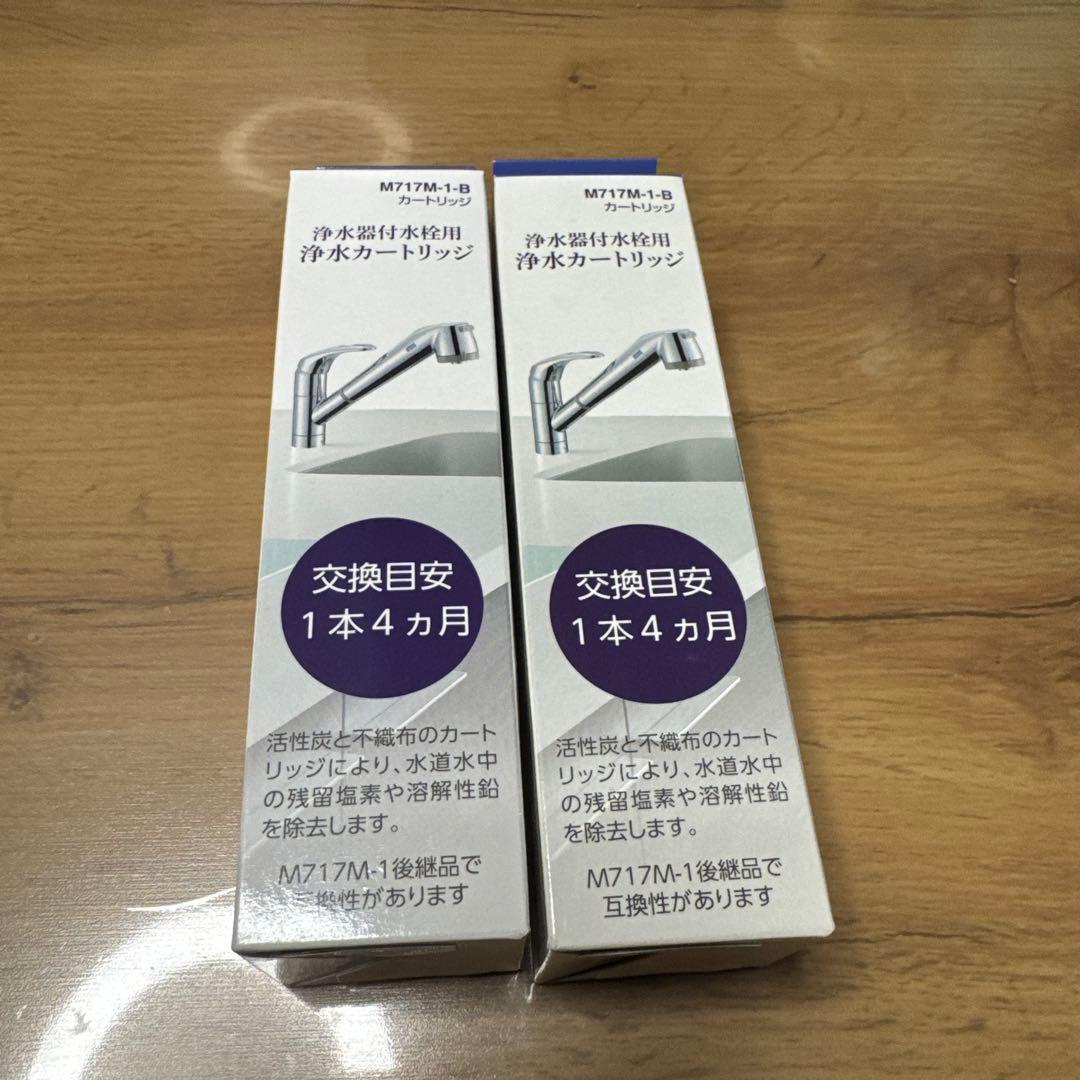 M717M-1-B
カートリッジ
浄水器付水栓用
浄水カートリッジ
交換目安
1本4ヵ月
活性炭と不織布のカート
リッジにより、水道水中
の残留塩素や溶解性鉛
を除去します。
M717M-1後継品で
互換性があります
M717M-1-B
カートリッジ
浄水器付水栓用
浄水カートリッジ
交換目安
1本4ヵ月
活性炭と不織布のカート
リッジにより、水道水中
の残留塩素や溶解性鉛
を除去します。
M717M-1後継品で
互換性があります